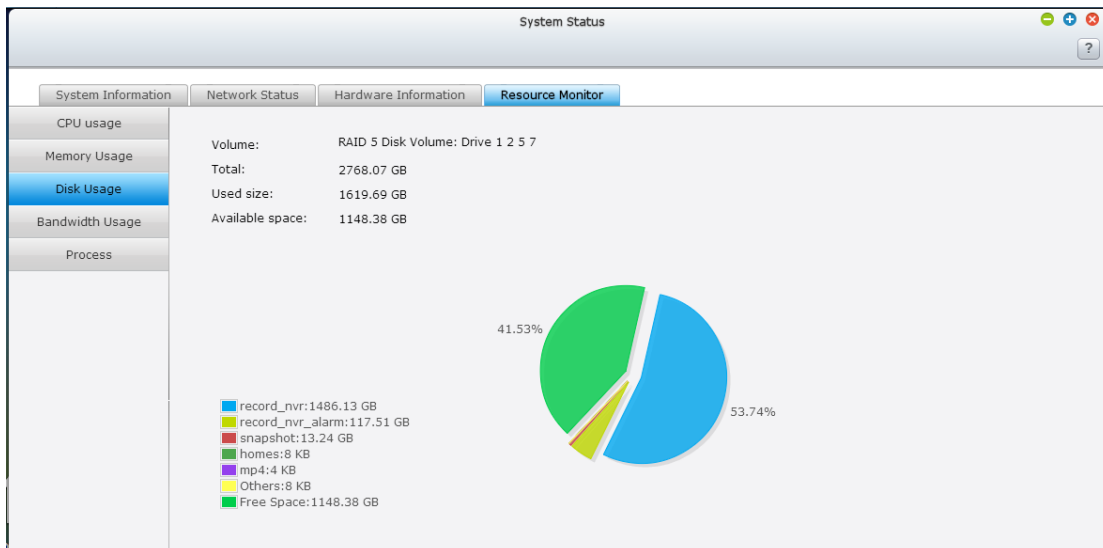 System Status
?
System Information Network Status Hardware Information Resource Monitor
CPU usage
Memory Usage
Disk Usage
Bandwidth Usage
Process
Volume: RAID 5 Disk Volume: Drive 1 2 5 7
Total: 2768.07 GB
Used size: 1619.69 GB
Available space: 1148.38 GB
41.53%
53.74%
record_nvr:1486.13 GB
record_nvr_alarm:117.51 GB
snapshot:13.24 GB
homes:8 KB
mp4:4 KB
Others:8 KB
Free Space:1148.38 GB